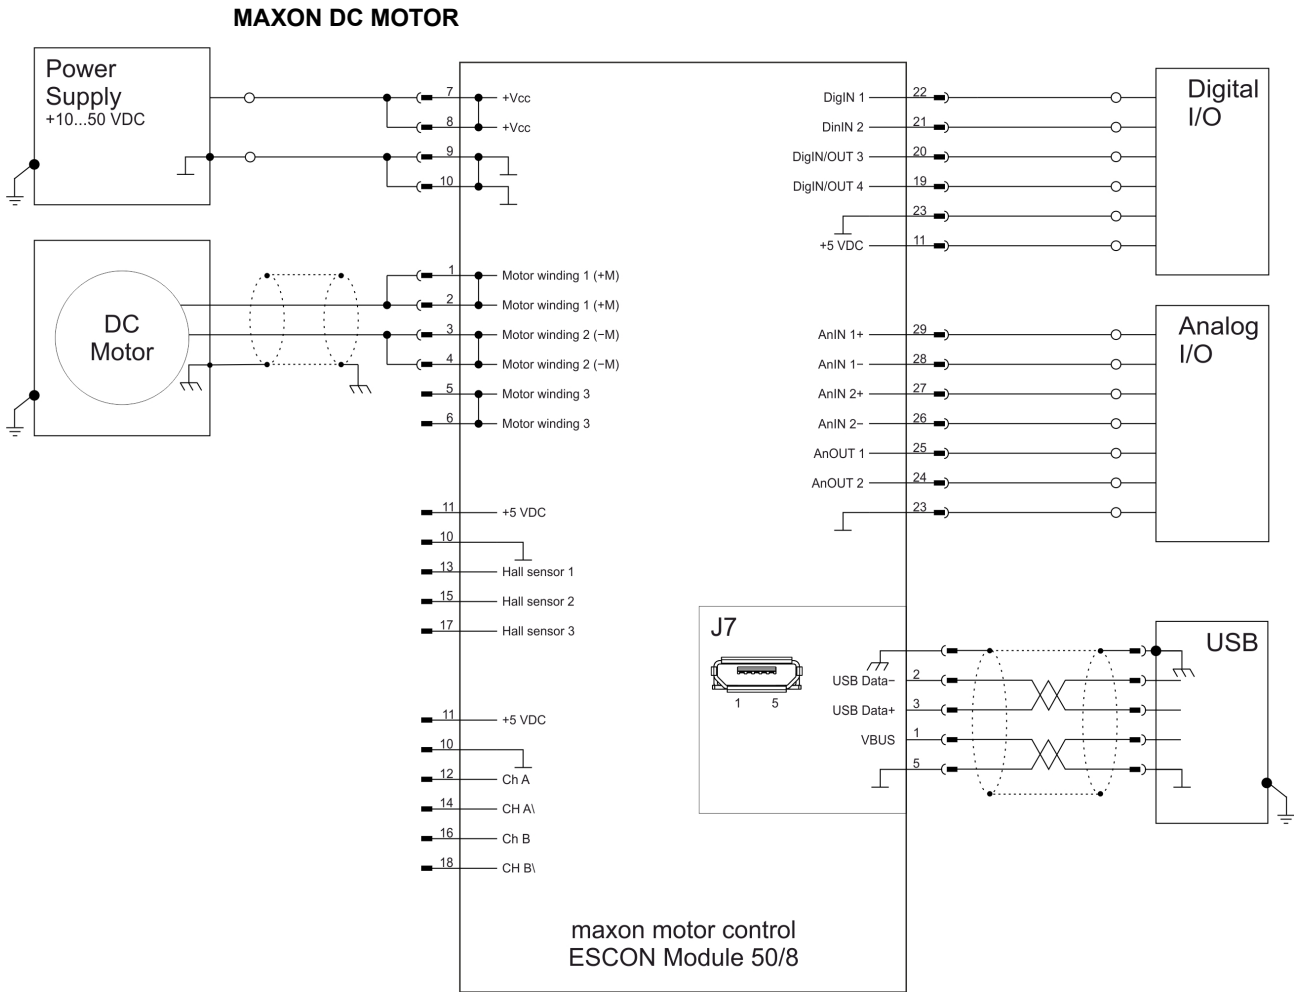 MAXON DC MOTOR
Power
Supply
+10...50 VDC
7 +Vcc
8 +Vcc
9
10
DC
Motor
1 Motor winding 1 (+M)
2 Motor winding 1 (+M)
3 Motor winding 2 (−M)
4 Motor winding 2 (−M)
5 Motor winding 3
6 Motor winding 3
11 +5 VDC
10
13 Hall sensor 1
15 Hall sensor 2
17 Hall sensor 3
11 +5 VDC
10
12 Ch A
14 CH A\
16 Ch B
18 CH B\
DigIN 1 22
DinIN 2 21
DigIN/OUT 3 20
DigIN/OUT 4 19
23
+5 VDC 11
Digital
I/O
AnIN 1+ 29
AnIN 1− 28
AnIN 2+ 27
AnIN 2− 26
AnOUT 1 25
AnOUT 2 24
23
Analog
I/O
J7
1 5
USB Data− 2
USB Data+ 3
VBUS 1
5
USB
maxon motor control
ESCON Module 50/8